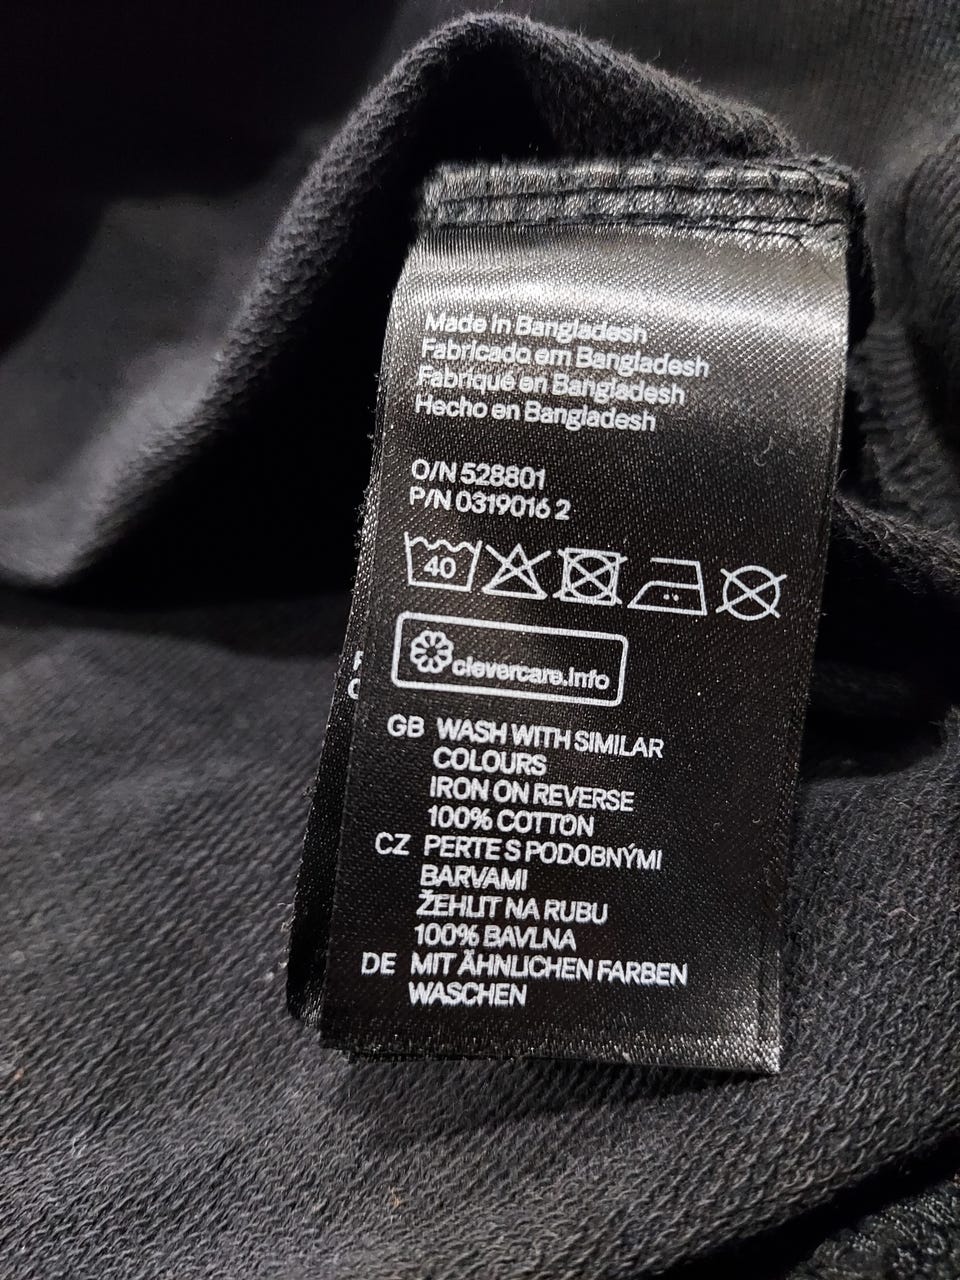 Made in Bangladesh
Fabricado em Bangladesh
Fabriqué en Bangladesh
Hecho en Bangladesh
O/N 528801
P/N 0319016 2
40
clevercare.info
GB WASH WITH SIMILAR
COLOURS
IRON ON REVERSE
100% COTTON
CZ PERTE S PODOBNÝMI
BARVAMI
ŽEHLIT NA RUBU
100% BAVLNA
DE MIT ÄHNLICHEN FARBEN
WASCHEN